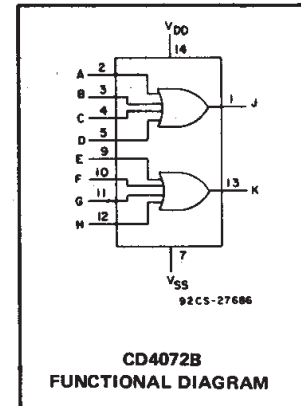 VDD
14
A 2
B 3
C 4
D 5
E 9
F 10
G 11
H 12
1 J
13 K
7
VSS
92CS-27686
CD4072B
FUNCTIONAL DIAGRAM